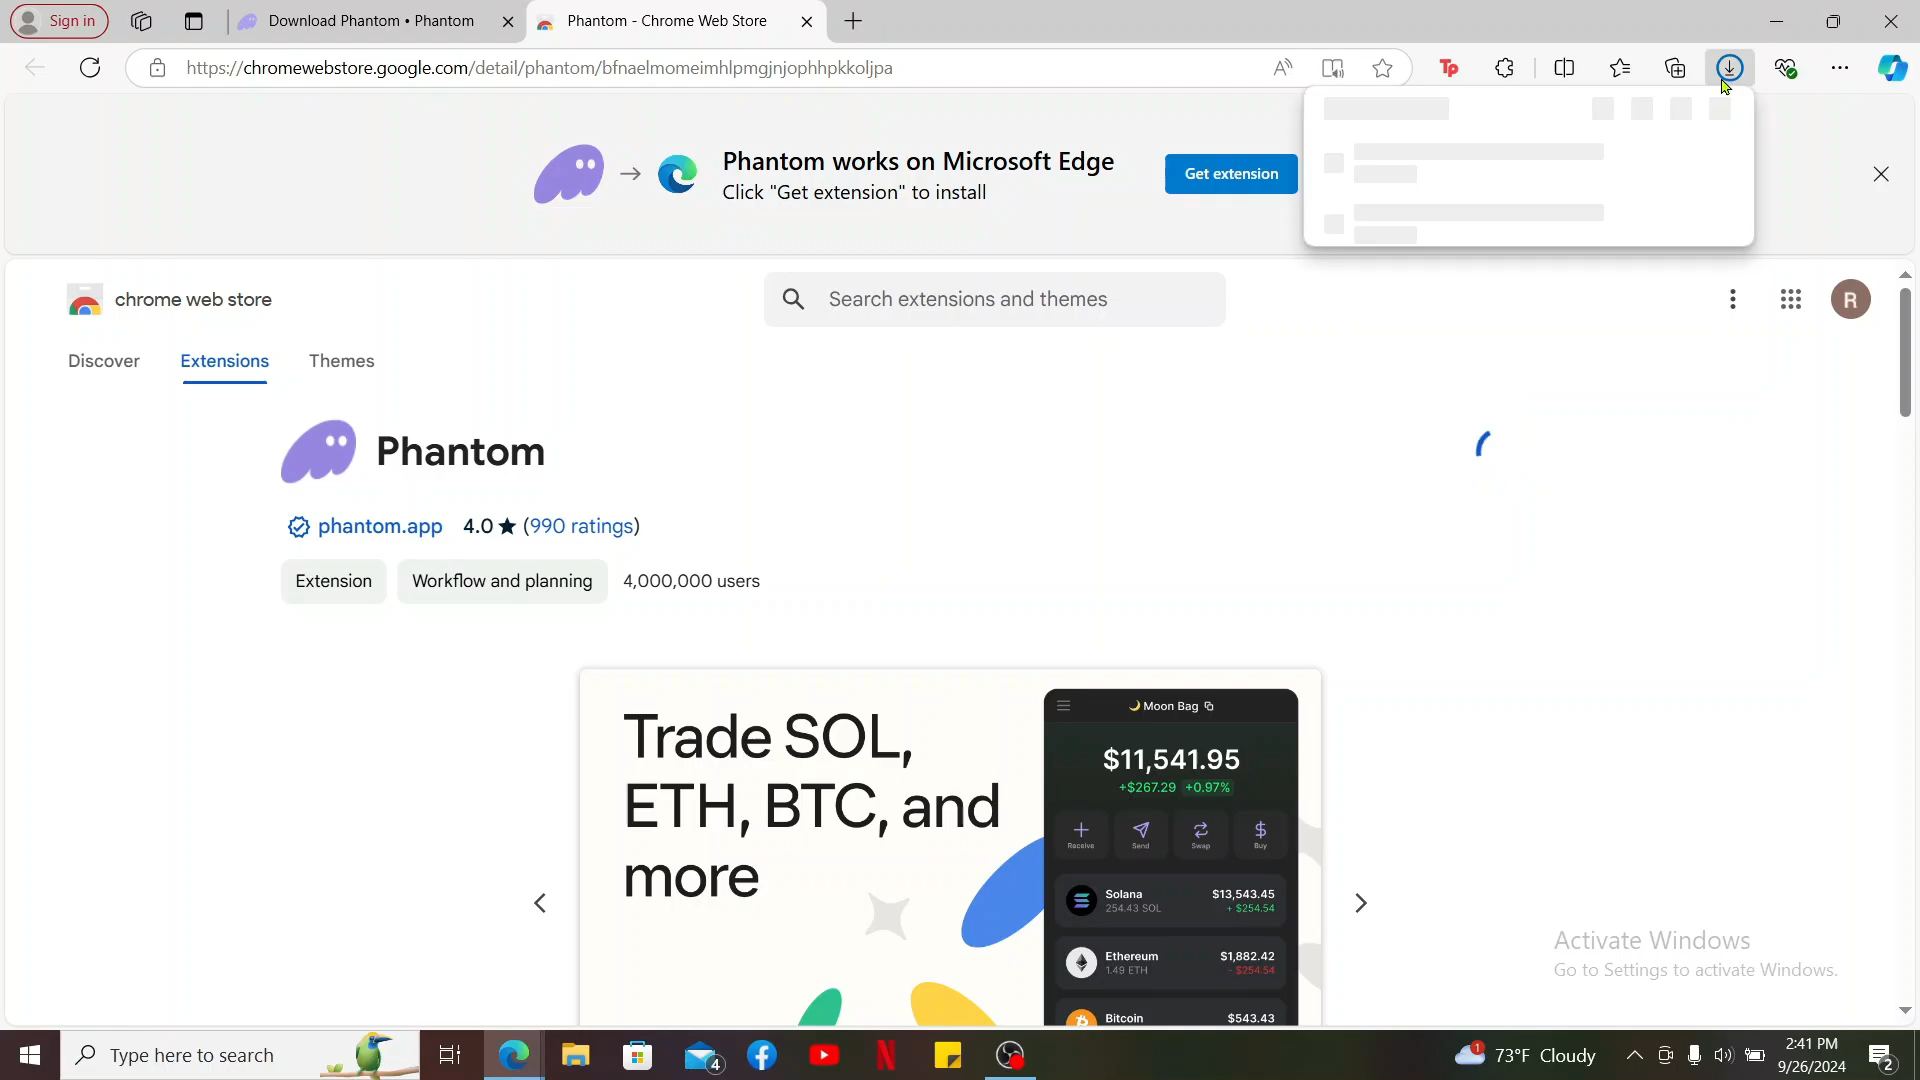 Sign in
Download Phantom • Phantom
Phantom - Chrome Web Store
https://chromewebstore.google.com/detail/phantom/bfnaelmomeimhlpmgjnjophhpkkoljpa
Phantom works on Microsoft Edge
Click "Get extension" to install
Get extension
chrome web store
Search extensions and themes
R
Discover
Extensions
Themes
Phantom
phantom.app
4.0 ★ (990 ratings)
Extension
Workflow and planning
4,000,000 users
Trade SOL,
ETH, BTC, and
more
Moon Bag
$11,541.95
+$267.29 +0.97%
Receive
Send
Swap
Buy
Solana
$13,543.45
254.43 SOL
+ $254.54
Ethereum
$1,882.42
1.49 ETH
- $254.54
Bitcoin
$543.43
Activate Windows
Go to Settings to activate Windows.
Type here to search
4
1
73°F Cloudy
2:41 PM
9/26/2024
2